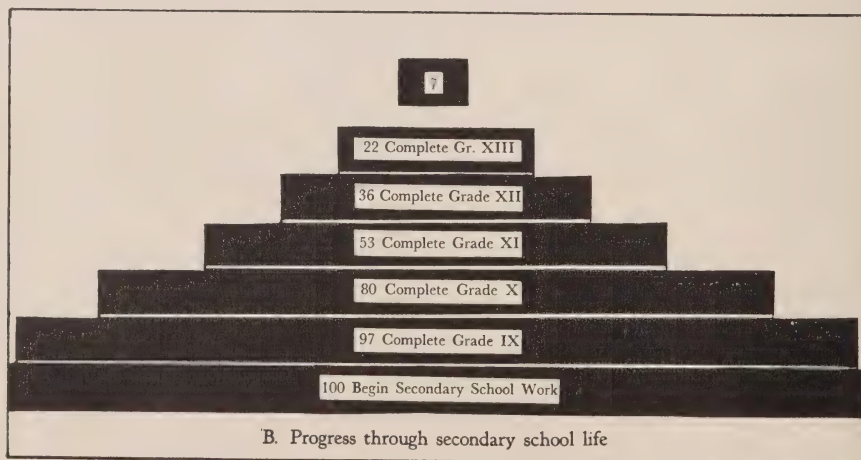 7
22 Complete Gr. XIII
36 Complete Grade XII
53 Complete Grade XI
80 Complete Grade X
97 Complete Grade IX
100 Begin Secondary School Work
B. Progress through secondary school life